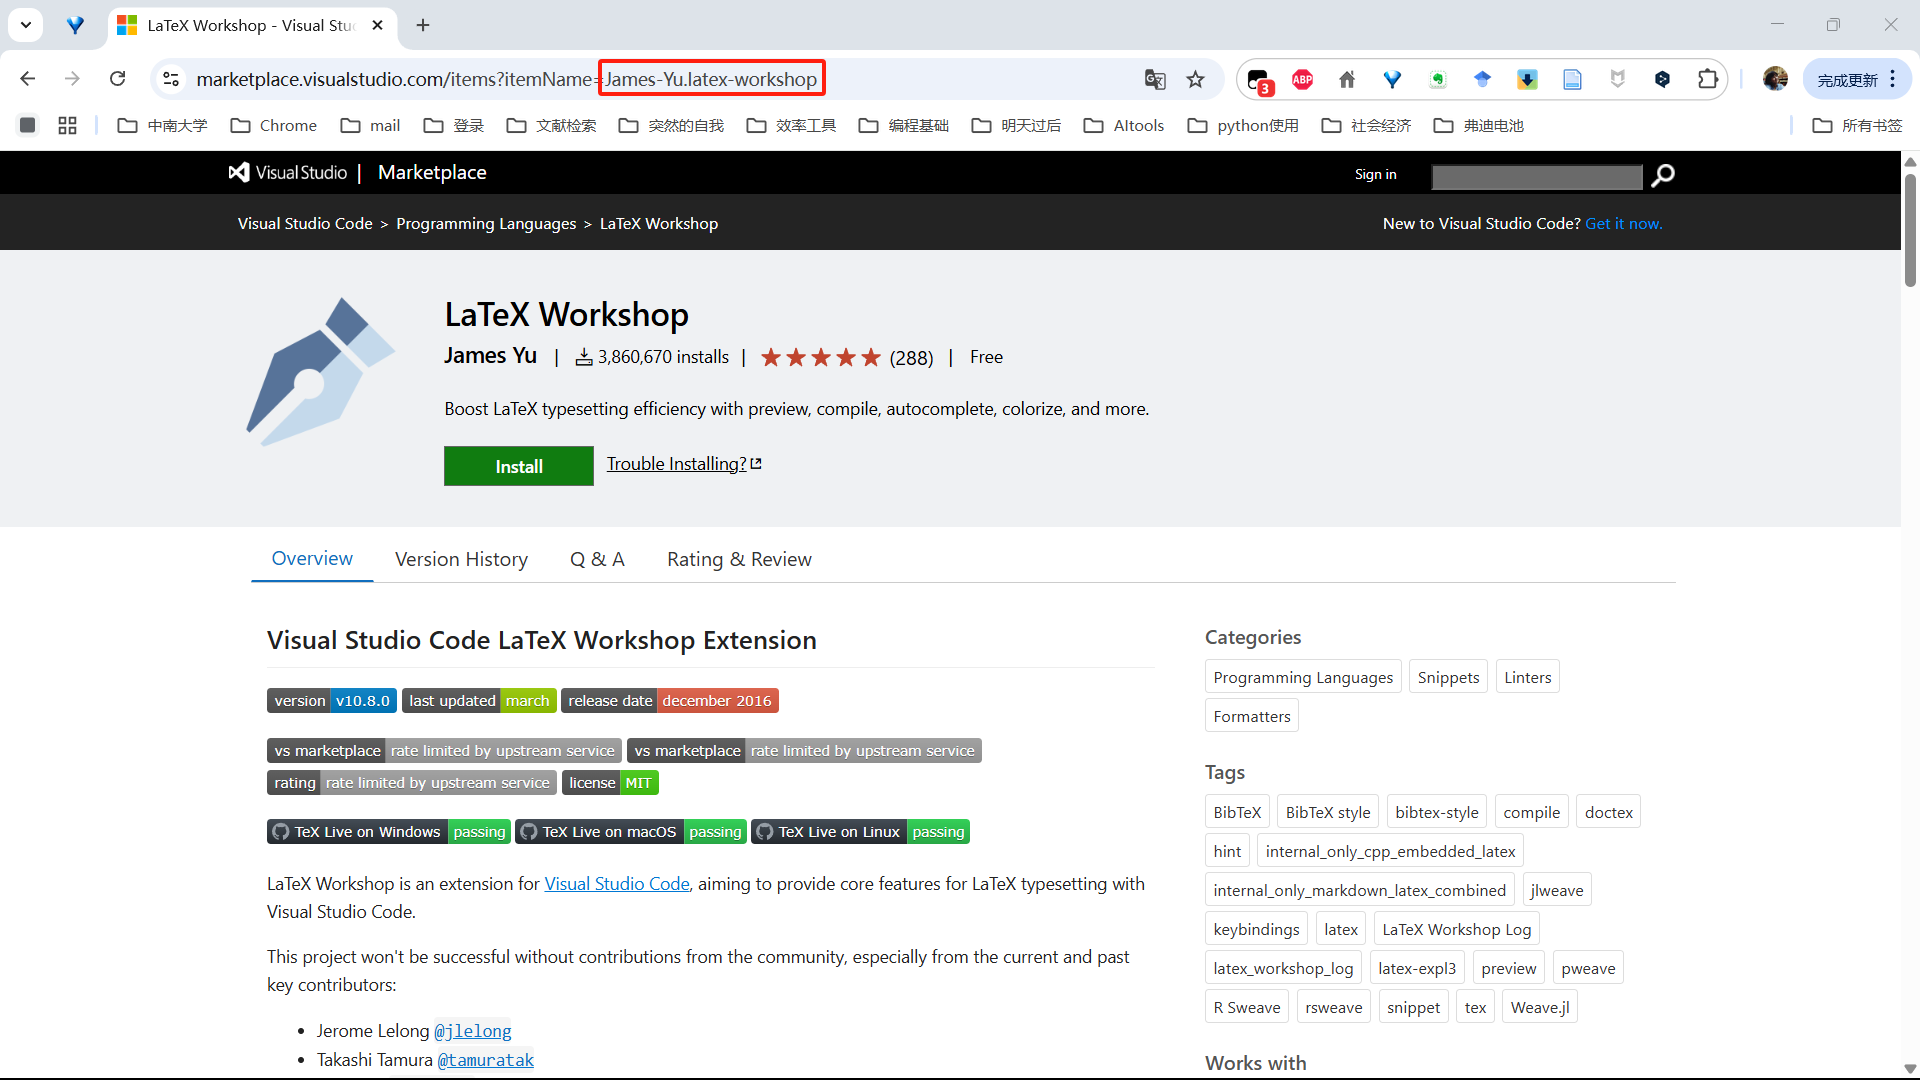 LaTeX Workshop - Visual Stu
marketplace.visualstudio.com/items?itemName=James-Yu.latex-workshop
3
ABP
完成更新
中南大学
Chrome
mail
登录
文献检索
突然的自我
效率工具
编程基础
明天过后
AItools
python使用
社会经济
弗迪电池
所有书签
Visual Studio | Marketplace
Sign in
Visual Studio Code > Programming Languages > LaTeX Workshop
New to Visual Studio Code? Get it now.
LaTeX Workshop
James Yu | 3,860,670 installs | (288) | Free
Boost LaTeX typesetting efficiency with preview, compile, autocomplete, colorize, and more.
Install Trouble Installing?
Overview Version History Q & A Rating & Review
Visual Studio Code LaTeX Workshop Extension
version v10.8.0 last updated march release date december 2016
vs marketplace rate limited by upstream service vs marketplace rate limited by upstream service
rating rate limited by upstream service license MIT
TeX Live on Windows passing TeX Live on macOS passing TeX Live on Linux passing
LaTeX Workshop is an extension for Visual Studio Code, aiming to provide core features for LaTeX typesetting with
Visual Studio Code.
This project won't be successful without contributions from the community, especially from the current and past
key contributors:
• Jerome Lelong @jlelong
• Takashi Tamura @tamuratak
Categories
Programming Languages Snippets Linters
Formatters
Tags
BibTeX BibTeX style bibtex-style compile doctex
hint internal_only_cpp_embedded_latex
internal_only_markdown_latex_combined jlweave
keybindings latex LaTeX Workshop Log
latex_workshop_log latex-expl3 preview pweave
R Sweave rsweave snippet tex Weave.jl
Works with